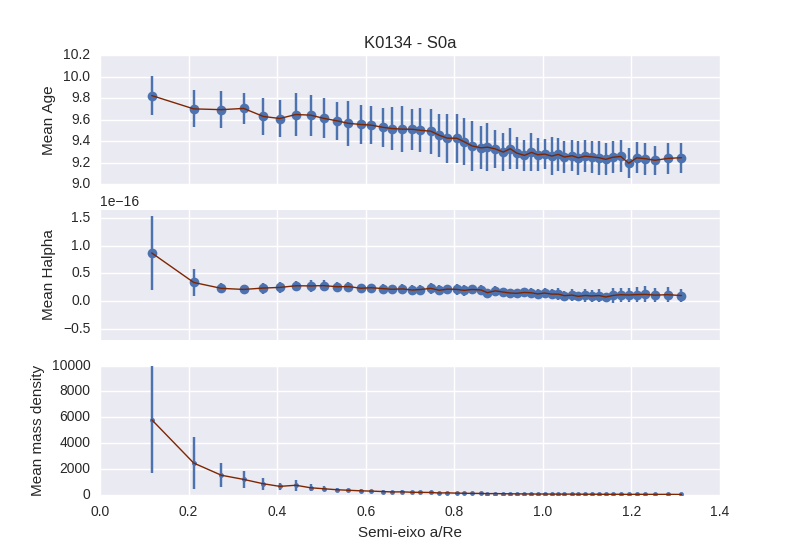 K0134 - S0a
10.2
10.0
9.8
9.6
9.4
9.2
9.0
Mean Age
1e−16
1.5
1.0
0.5
0.0
−0.5
Mean Halpha
10000
8000
6000
4000
2000
0
Mean mass density
0.0 0.2 0.4 0.6 0.8 1.0 1.2 1.4
Semi-eixo a/Re